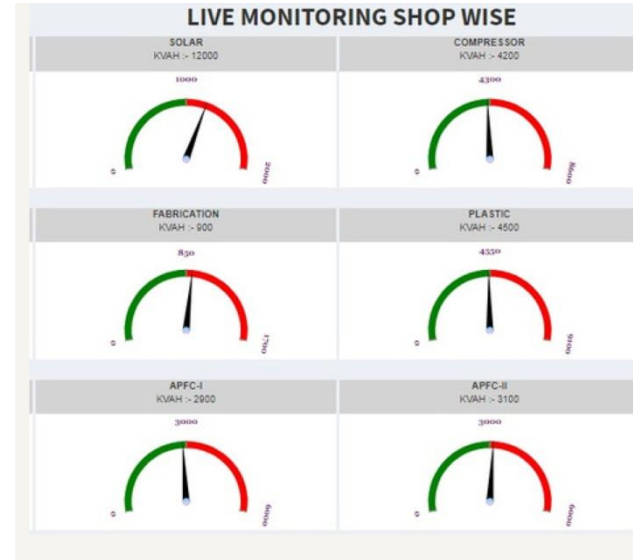 LIVE MONITORING SHOP WISE
SOLAR
KVAH :- 12000
1000
0
2000
COMPRESSOR
KVAH :- 4200
4300
0
8600
FABRICATION
KVAH :- 900
850
0
1700
PLASTIC
KVAH :- 4500
4550
0
9100
APFC-I
KVAH :- 2900
3000
0
6000
APFC-II
KVAH :- 3100
3000
0
6000